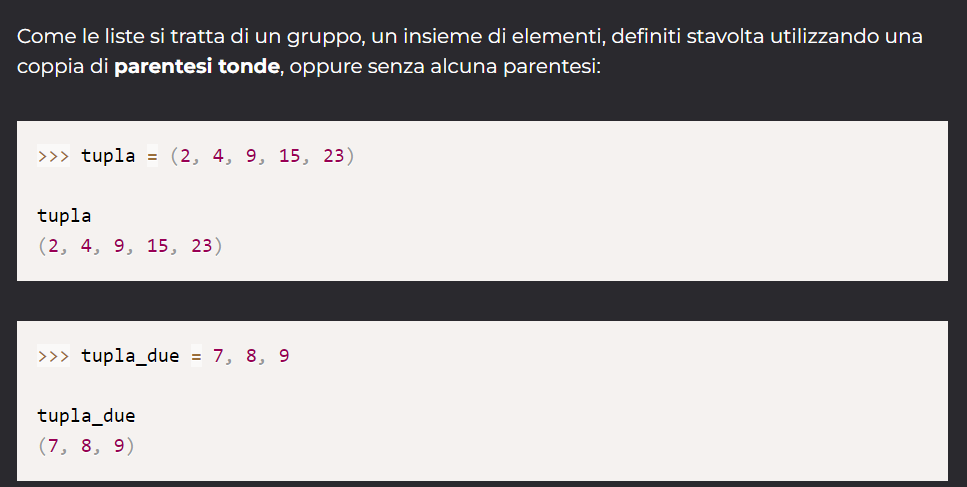 Come le liste si tratta di un gruppo, un insieme di elementi, definiti stavolta utilizzando una
coppia di parentesi tonde, oppure senza alcuna parentesi:
>>> tupla = (2, 4, 9, 15, 23)
tupla
(2, 4, 9, 15, 23)
>>> tupla_due = 7, 8, 9
tupla_due
(7, 8, 9)